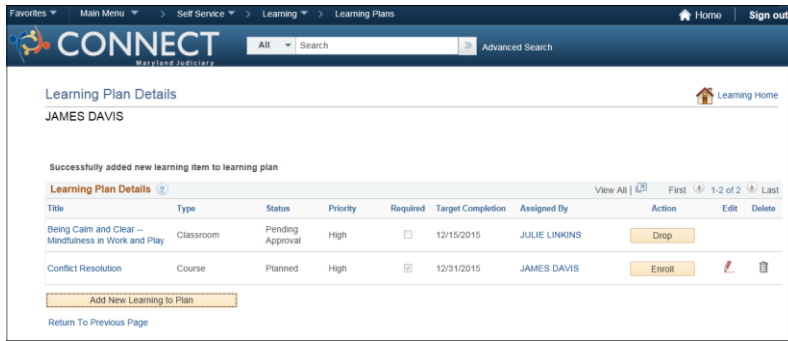 Favorites Main Menu > Self Service > Learning > Learning Plans Home Sign out
CONNECT All Search Advanced Search
Maryland Judiciary
Learning Plan Details Learning Home
JAMES DAVIS
Successfully added new learning item to learning plan
Learning Plan Details View All | First 1-2 of 2 Last
Title Type Status Priority Required Target Completion Assigned By Action Edit Delete
Being Calm and Clear -- Mindfulness in Work and Play Classroom Pending Approval High 12/15/2015 JULIE LINKINS Drop
Conflict Resolution Course Planned High 12/31/2015 JAMES DAVIS Enroll
Add New Learning to Plan
Return To Previous Page